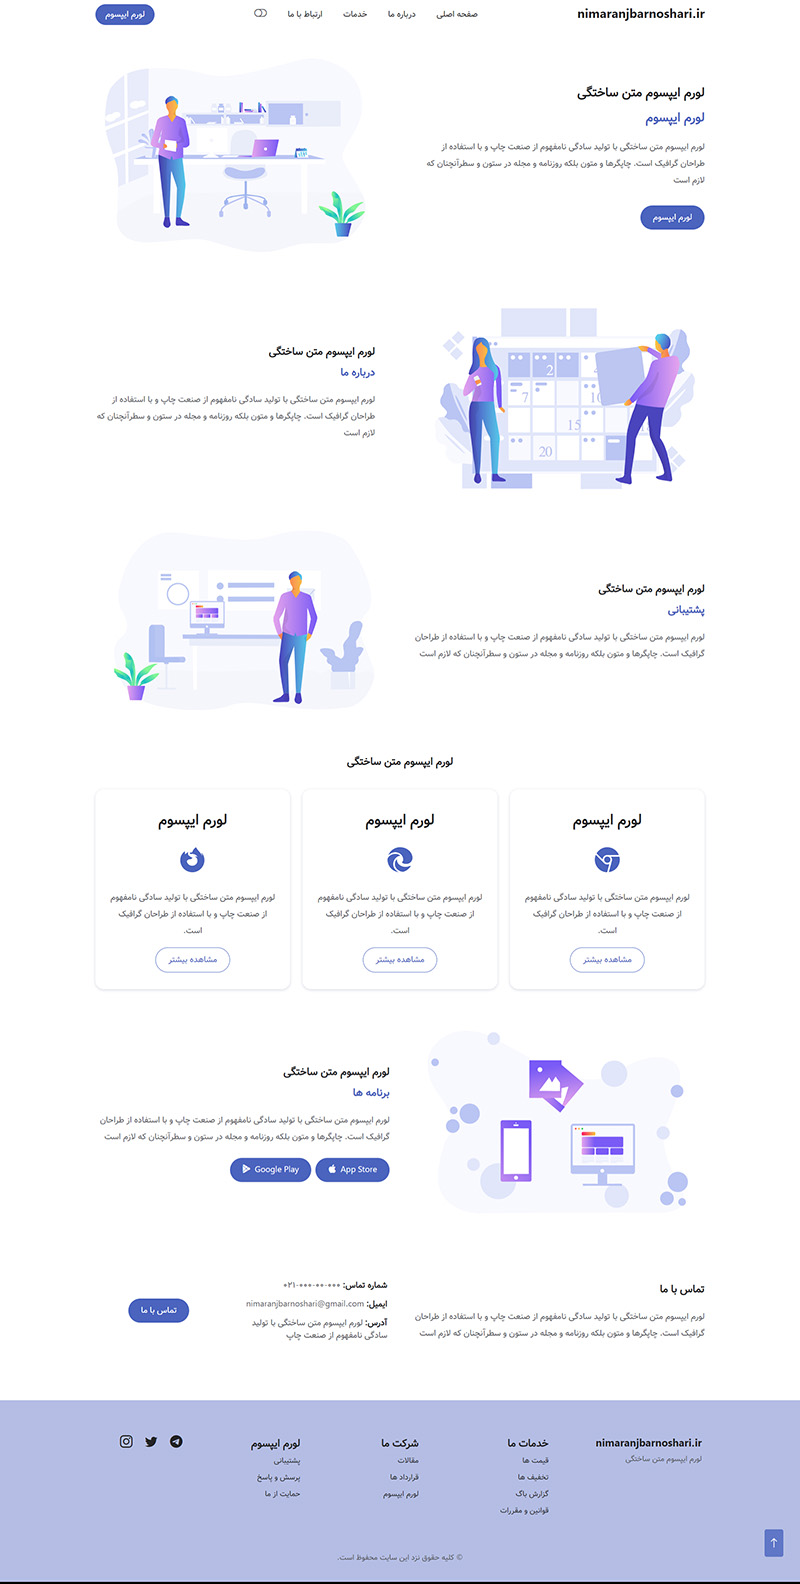 nimaranjbarnoshari.ir
صفحه اصلی
درباره ما
خدمات
ارتباط با ما
لورم ایپسوم
لورم ایپسوم متن ساختگی
لورم ایپسوم
لورم ایپسوم متن ساختگی با تولید سادگی نامفهوم از صنعت چاپ و با استفاده از
طراحان گرافیک است. چاپگرها و متون بلکه روزنامه و مجله در ستون و سطرآنچنان که
لازم است
لورم ایپسوم
2
4
7
10
15
20
لورم ایپسوم متن ساختگی
درباره ما
لورم ایپسوم متن ساختگی با تولید سادگی نامفهوم از صنعت چاپ و با استفاده از
طراحان گرافیک است. چاپگرها و متون بلکه روزنامه و مجله در ستون و سطرآنچنان که
لازم است
لورم ایپسوم متن ساختگی
پشتیبانی
لورم ایپسوم متن ساختگی با تولید سادگی نامفهوم از صنعت چاپ و با استفاده از طراحان
گرافیک است. چاپگرها و متون بلکه روزنامه و مجله در ستون و سطرآنچنان که لازم است
لورم ایپسوم متن ساختگی
لورم ایپسوم
لورم ایپسوم متن ساختگی با تولید سادگی نامفهوم
از صنعت چاپ و با استفاده از طراحان گرافیک
است.
مشاهده بیشتر
لورم ایپسوم
لورم ایپسوم متن ساختگی با تولید سادگی نامفهوم
از صنعت چاپ و با استفاده از طراحان گرافیک
است.
مشاهده بیشتر
لورم ایپسوم
لورم ایپسوم متن ساختگی با تولید سادگی نامفهوم
از صنعت چاپ و با استفاده از طراحان گرافیک
است.
مشاهده بیشتر
لورم ایپسوم متن ساختگی
برنامه ها
لورم ایپسوم متن ساختگی با تولید سادگی نامفهوم از صنعت چاپ و با استفاده از طراحان
گرافیک است. چاپگرها و متون بلکه روزنامه و مجله در ستون و سطرآنچنان که لازم است
App Store
Google Play
تماس با ما
لورم ایپسوم متن ساختگی با تولید سادگی نامفهوم از صنعت چاپ و با استفاده از طراحان
گرافیک است. چاپگرها و متون بلکه روزنامه و مجله در ستون و سطرآنچنان که لازم است
شماره تماس: ۰۲۱-۰۰۰-۰۰-۰۰۰
ایمیل: nimaranjbarnoshari@gmail.com
آدرس: لورم ایپسوم متن ساختگی با تولید
سادگی نامفهوم از صنعت چاپ
تماس با ما
nimaranjbarnoshari.ir
لورم ایپسوم متن ساختگی
خدمات ما
قیمت ها
تخفیف ها
گزارش باگ
قوانین و مقررات
شرکت ما
مقالات
قرارداد ها
لورم ایپسوم
لورم ایپسوم
پشتیبانی
پرسش و پاسخ
حمایت از ما
© کلیه حقوق نزد این سایت محفوظ است.